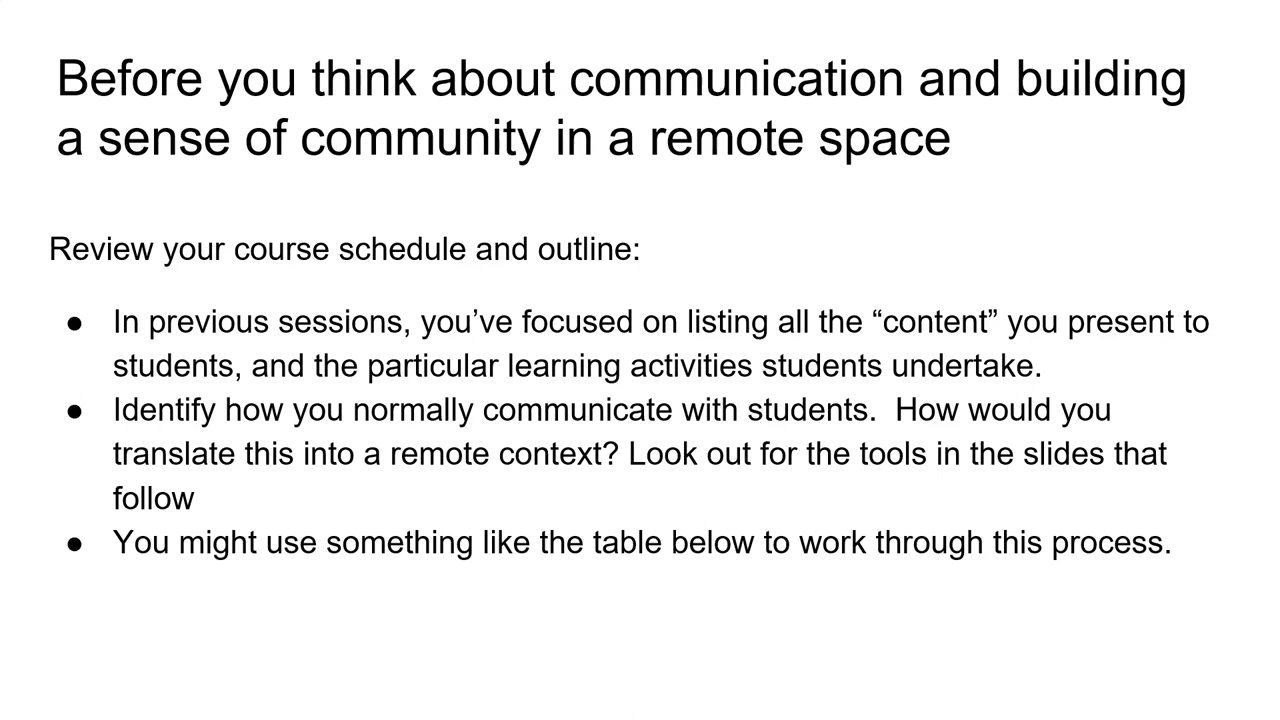 Before you think about communication and building
a sense of community in a remote space
Review your course schedule and outline:
● In previous sessions, you’ve focused on listing all the “content” you present to
students, and the particular learning activities students undertake.
● Identify how you normally communicate with students.  How would you
translate this into a remote context? Look out for the tools in the slides that
follow
● You might use something like the table below to work through this process.